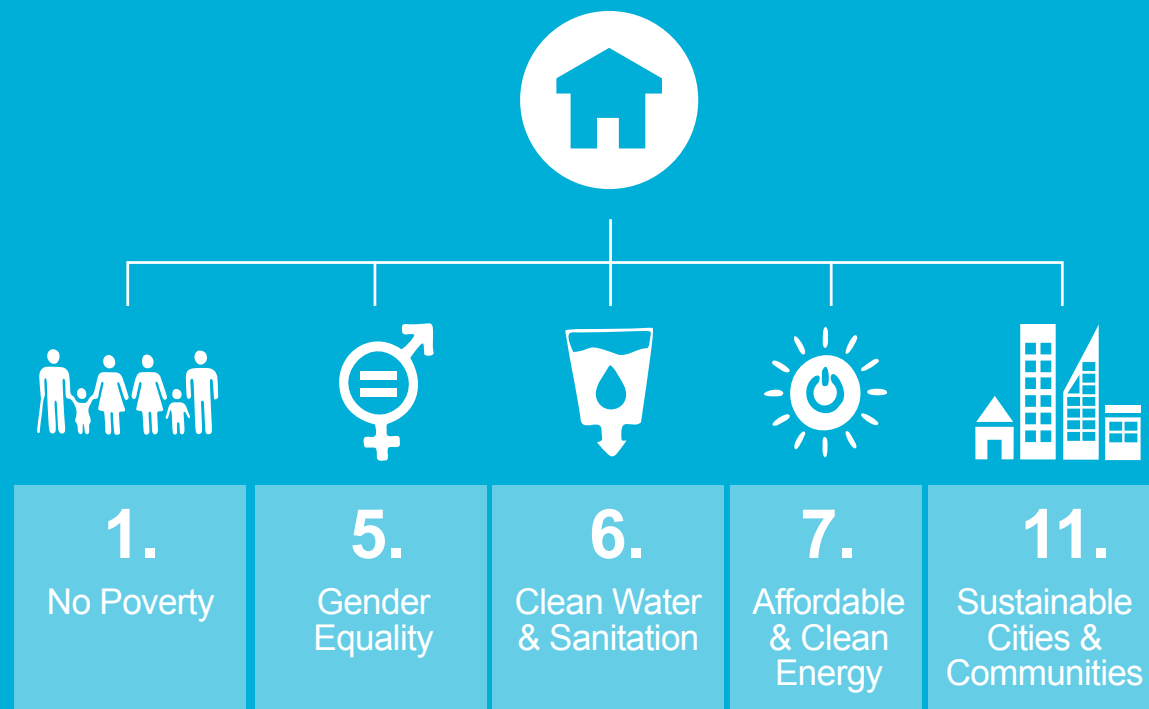 1.
No Poverty
5.
Gender
Equality
6.
Clean Water
& Sanitation
7.
Affordable
& Clean
Energy
11.
Sustainable
Cities &
Communities